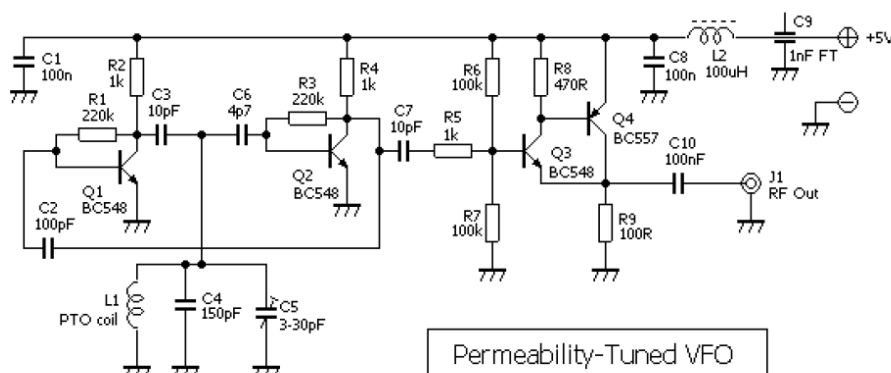 C9
+5V
1nF FT
L2
100uH
C1
100n
R2
1k
R4
1k
R6
100k
R8
470R
C8
100n
R1
220k
C3
10pF
C6
4p7
R3
220k
C7
10pF
R5
1k
Q4
BC557
C10
100nF
Q1
BC548
Q2
BC548
Q3
BC548
J1
RF Out
C2
100pF
R7
100k
R9
100R
L1
PTO coil
C4
150pF
C5
3-30pF
Permeability-Tuned VFO